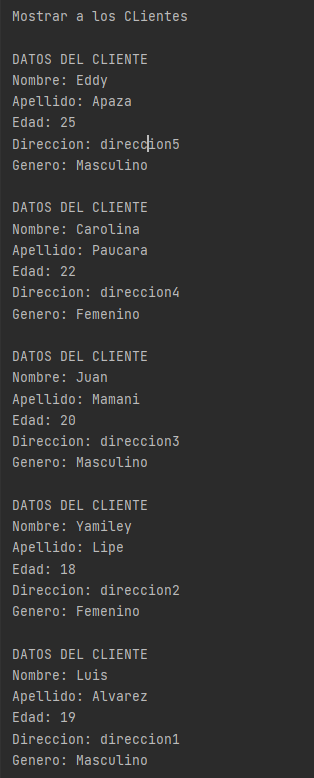 Mostrar a los CLientes
DATOS DEL CLIENTE
Nombre: Eddy
Apellido: Apaza
Edad: 25
Direccion: direccion5
Genero: Masculino
DATOS DEL CLIENTE
Nombre: Carolina
Apellido: Paucara
Edad: 22
Direccion: direccion4
Genero: Femenino
DATOS DEL CLIENTE
Nombre: Juan
Apellido: Mamani
Edad: 20
Direccion: direccion3
Genero: Masculino
DATOS DEL CLIENTE
Nombre: Yamiley
Apellido: Lipe
Edad: 18
Direccion: direccion2
Genero: Femenino
DATOS DEL CLIENTE
Nombre: Luis
Apellido: Alvarez
Edad: 19
Direccion: direccion1
Genero: Masculino